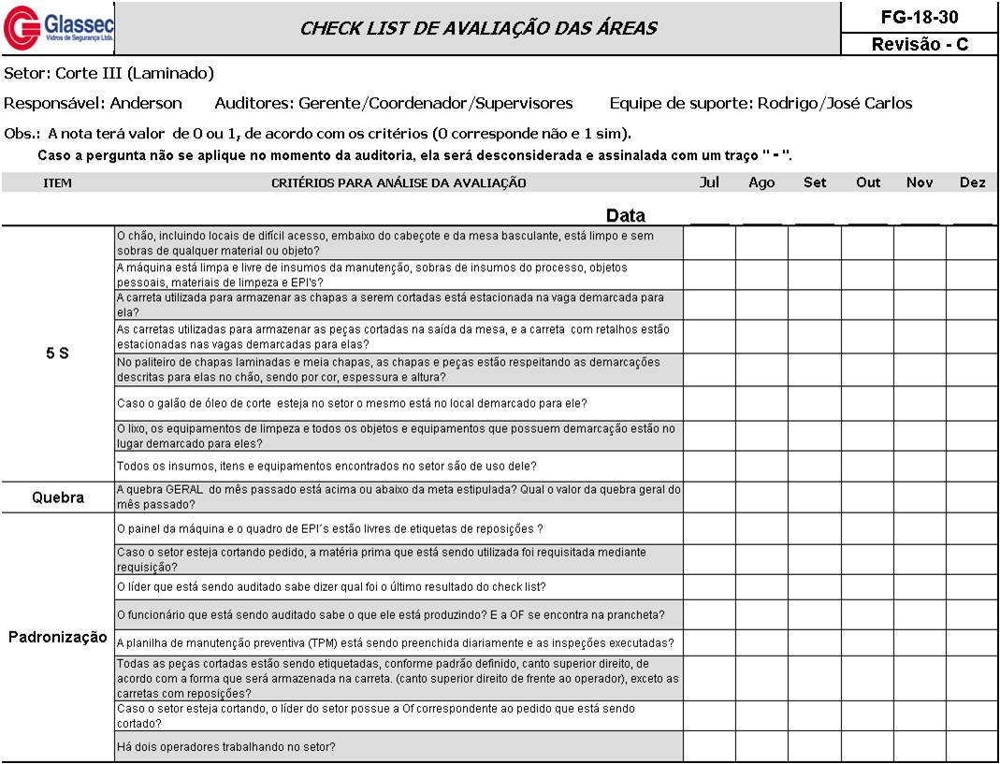 Glassec
Vidros de Segurança Ltda.
CHECK LIST DE AVALIAÇÃO DAS ÁREAS
FG-18-30
Revisão - C
Setor: Corte III (Laminado)
Responsável: Anderson Auditores: Gerente/Coordenador/Supervisores Equipe de suporte: Rodrigo/José Carlos
Obs.: A nota terá valor de 0 ou 1, de acordo com os critérios (0 corresponde não e 1 sim).
Caso a pergunta não se aplique no momento da auditoria, ela será desconsiderada e assinalada com um traço " - ".
ITEM CRITÉRIOS PARA ANÁLISE DA AVALIAÇÃO Jul Ago Set Out Nov Dez
Data
5 S
O chão, incluindo locais de difícil acesso, embaixo do cabeçote e da mesa basculante, está limpo e sem
sobras de qualquer material ou objeto?
A máquina está limpa e livre de insumos da manutenção, sobras de insumos do processo, objetos
pessoais, materiais de limpeza e EPI's?
A carreta utilizada para armazenar as chapas a serem cortadas está estacionada na vaga demarcada para
ela?
As carretas utilizadas para armazenar as peças cortadas na saída da mesa, e a carreta com retalhos estão
estacionadas nas vagas demarcadas para elas?
No paliteiro de chapas laminadas e meia chapas, as chapas e peças estão respeitando as demarcações
descritas para elas no chão, sendo por cor, espessura e altura?
Caso o galão de óleo de corte esteja no setor o mesmo está no local demarcado para ele?
O lixo, os equipamentos de limpeza e todos os objetos e equipamentos que possuem demarcação estão no
lugar demarcado para eles?
Todos os insumos, itens e equipamentos encontrados no setor são de uso dele?
Quebra
A quebra GERAL do mês passado está acima ou abaixo da meta estipulada? Qual o valor da quebra geral do
mês passado?
Padronização
O painel da máquina e o quadro de EPI´s estão livres de etiquetas de reposições ?
Caso o setor esteja cortando pedido, a matéria prima que está sendo utilizada foi requisitada mediante
requisição?
O líder que está sendo auditado sabe dizer qual foi o último resultado do check list?
O funcionário que está sendo auditado sabe o que ele está produzindo? E a OF se encontra na prancheta?
A planilha de manutenção preventiva (TPM) está sendo preenchida diariamente e as inspeções executadas?
Todas as peças cortadas estão sendo etiquetadas, conforme padrão definido, canto superior direito, de
acordo com a forma que será armazenada na carreta. (canto superior direito de frente ao operador), exceto as
carretas com reposições?
Caso o setor esteja cortando, o líder do setor possue a Of correspondente ao pedido que está sendo
cortado?
Há dois operadores trabalhando no setor?